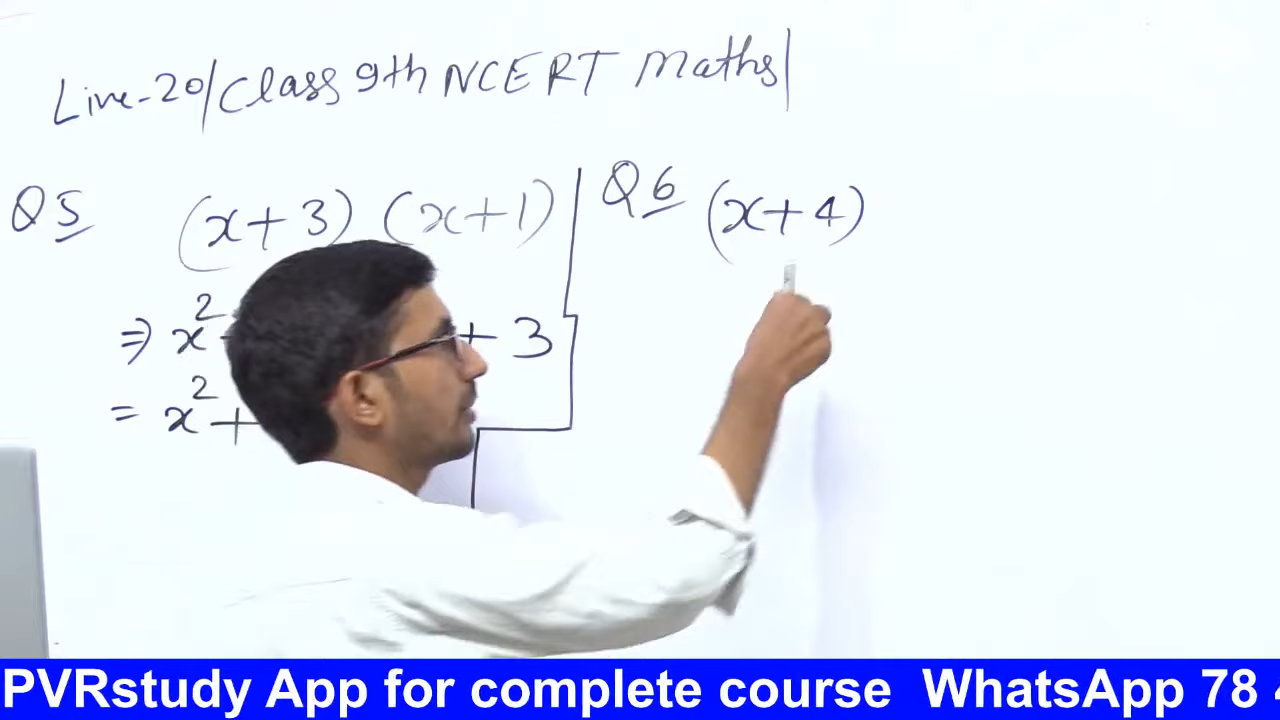 Live-20/Class 9th NCERT Maths|
Q5 (x+3) (x+1)
⇒ x² + 3
= x² +
Q6 (x+4)
PVRstudy App for complete course WhatsApp 78